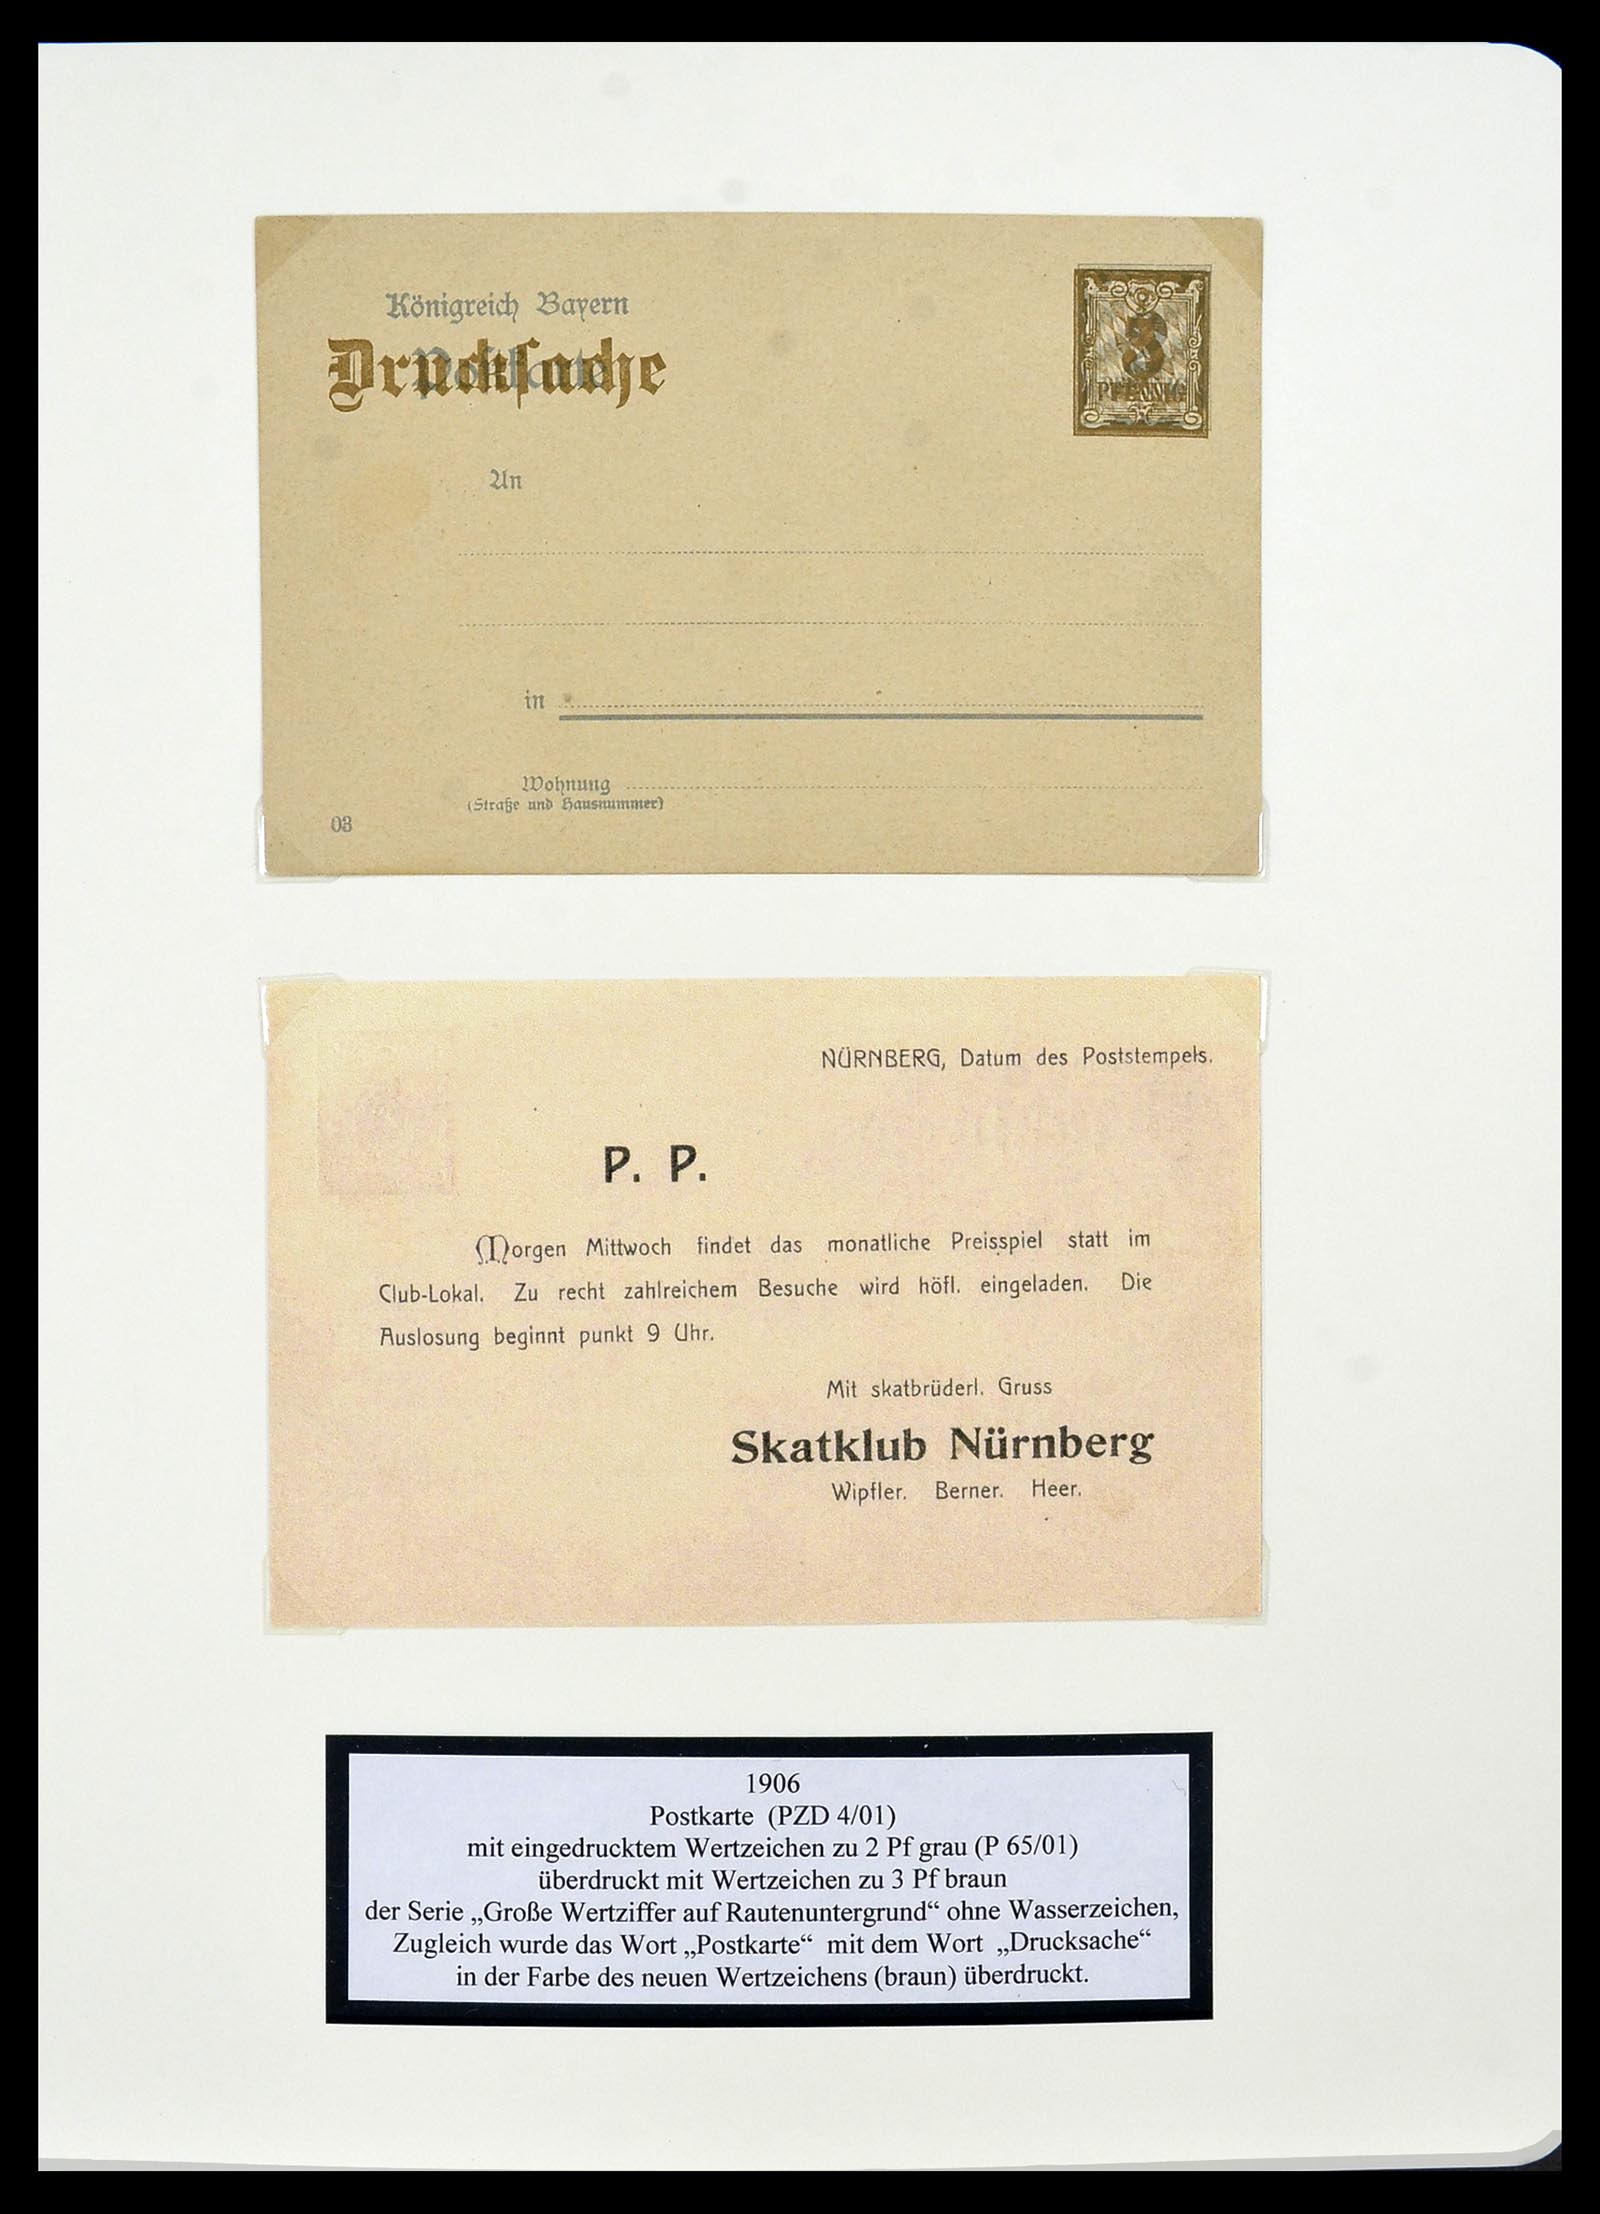 Königreich Bayern
Drucksache
Postkarte
3
PFENNIG
An
in
Wohnung
(Straße und Hausnummer)
03
NÜRNBERG, Datum des Poststempels.
P. P.
Morgen Mittwoch findet das monatliche Preisspiel statt im
Club-Lokal. Zu recht zahlreichem Besuche wird höfl. eingeladen. Die
Auslosung beginnt punkt 9 Uhr.
Mit skatbrüderl. Gruss
Skatklub Nürnberg
Wipfler. Berner. Heer.
1906
Postkarte (PZD 4/01)
mit eingedrucktem Wertzeichen zu 2 Pf grau (P 65/01)
überdruckt mit Wertzeichen zu 3 Pf braun
der Serie „Große Wertziffer auf Rautenuntergrund“ ohne Wasserzeichen,
Zugleich wurde das Wort „Postkarte“ mit dem Wort „Drucksache“
in der Farbe des neuen Wertzeichens (braun) überdruckt.